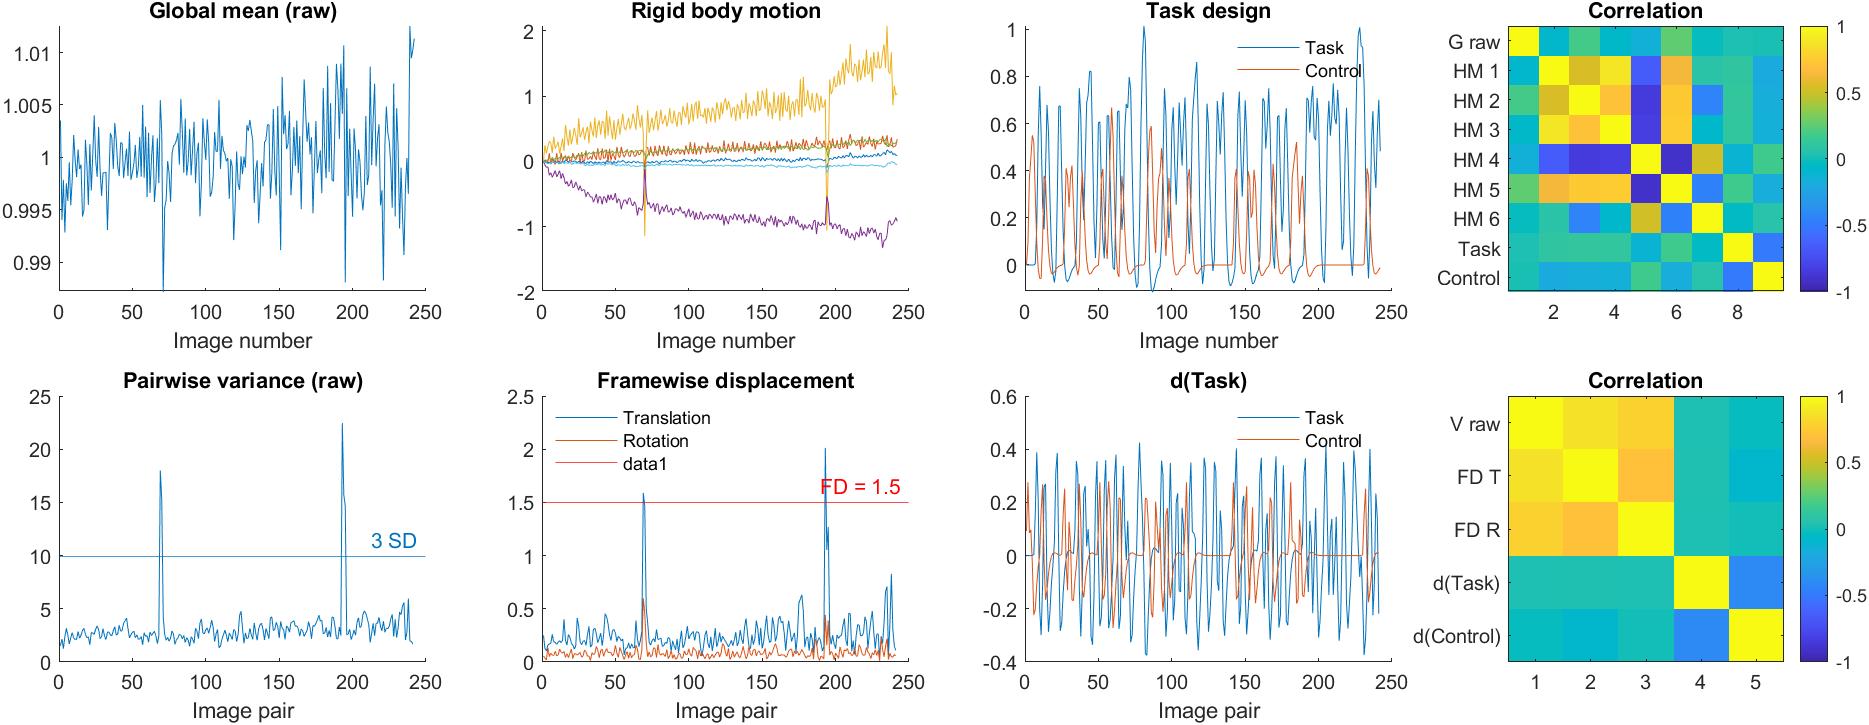 Global mean (raw)
1.01
1.005
1
0.995
0.99
0 50 100 150 200 250
Image number
Rigid body motion
2
1
0
-1
-2
0 50 100 150 200 250
Image number
Task design
1
0.8
0.6
0.4
0.2
0
Task
Control
0 50 100 150 200 250
Image number
Correlation
G raw
HM 1
HM 2
HM 3
HM 4
HM 5
HM 6
Task
Control
2 4 6 8
1
0.5
0
-0.5
-1
Pairwise variance (raw)
25
20
15
10
5
0
3 SD
0 50 100 150 200 250
Image pair
Framewise displacement
2.5
2
1.5
1
0.5
0
Translation
Rotation
data1
FD = 1.5
0 50 100 150 200 250
Image pair
d(Task)
0.6
0.4
0.2
0
-0.2
-0.4
Task
Control
0 50 100 150 200 250
Image pair
Correlation
V raw
FD T
FD R
d(Task)
d(Control)
1 2 3 4 5
1
0.5
0
-0.5
-1